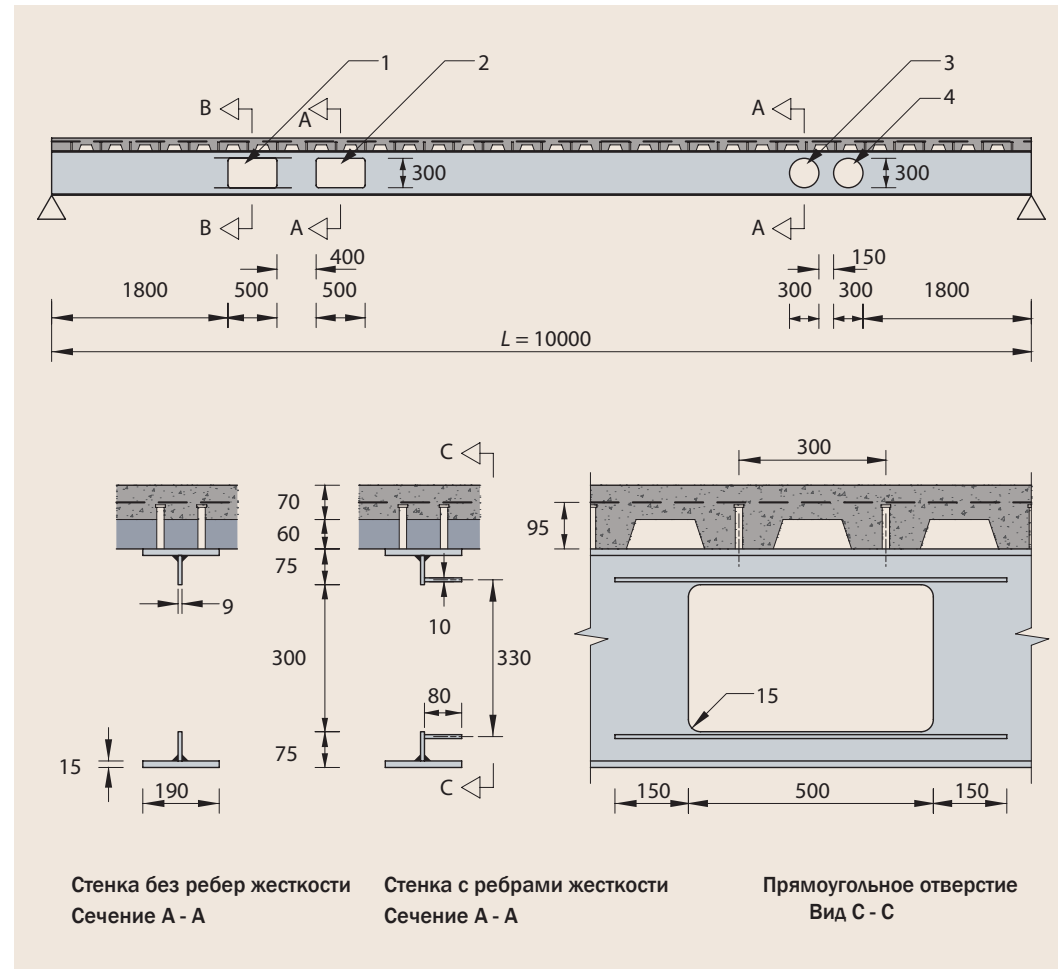 1
2
3
4
B
A
A
300
300
B
A
A
400
150
1800
500
500
300
300
1800
L = 10000
C
300
70
60
75
95
9
10
300
330
80
15
75
15
190
C
150
500
150
Стенка без ребер жесткости
Сечение А - А
Стенка с ребрами жесткости
Сечение А - А
Прямоугольное отверстие
Вид С - С